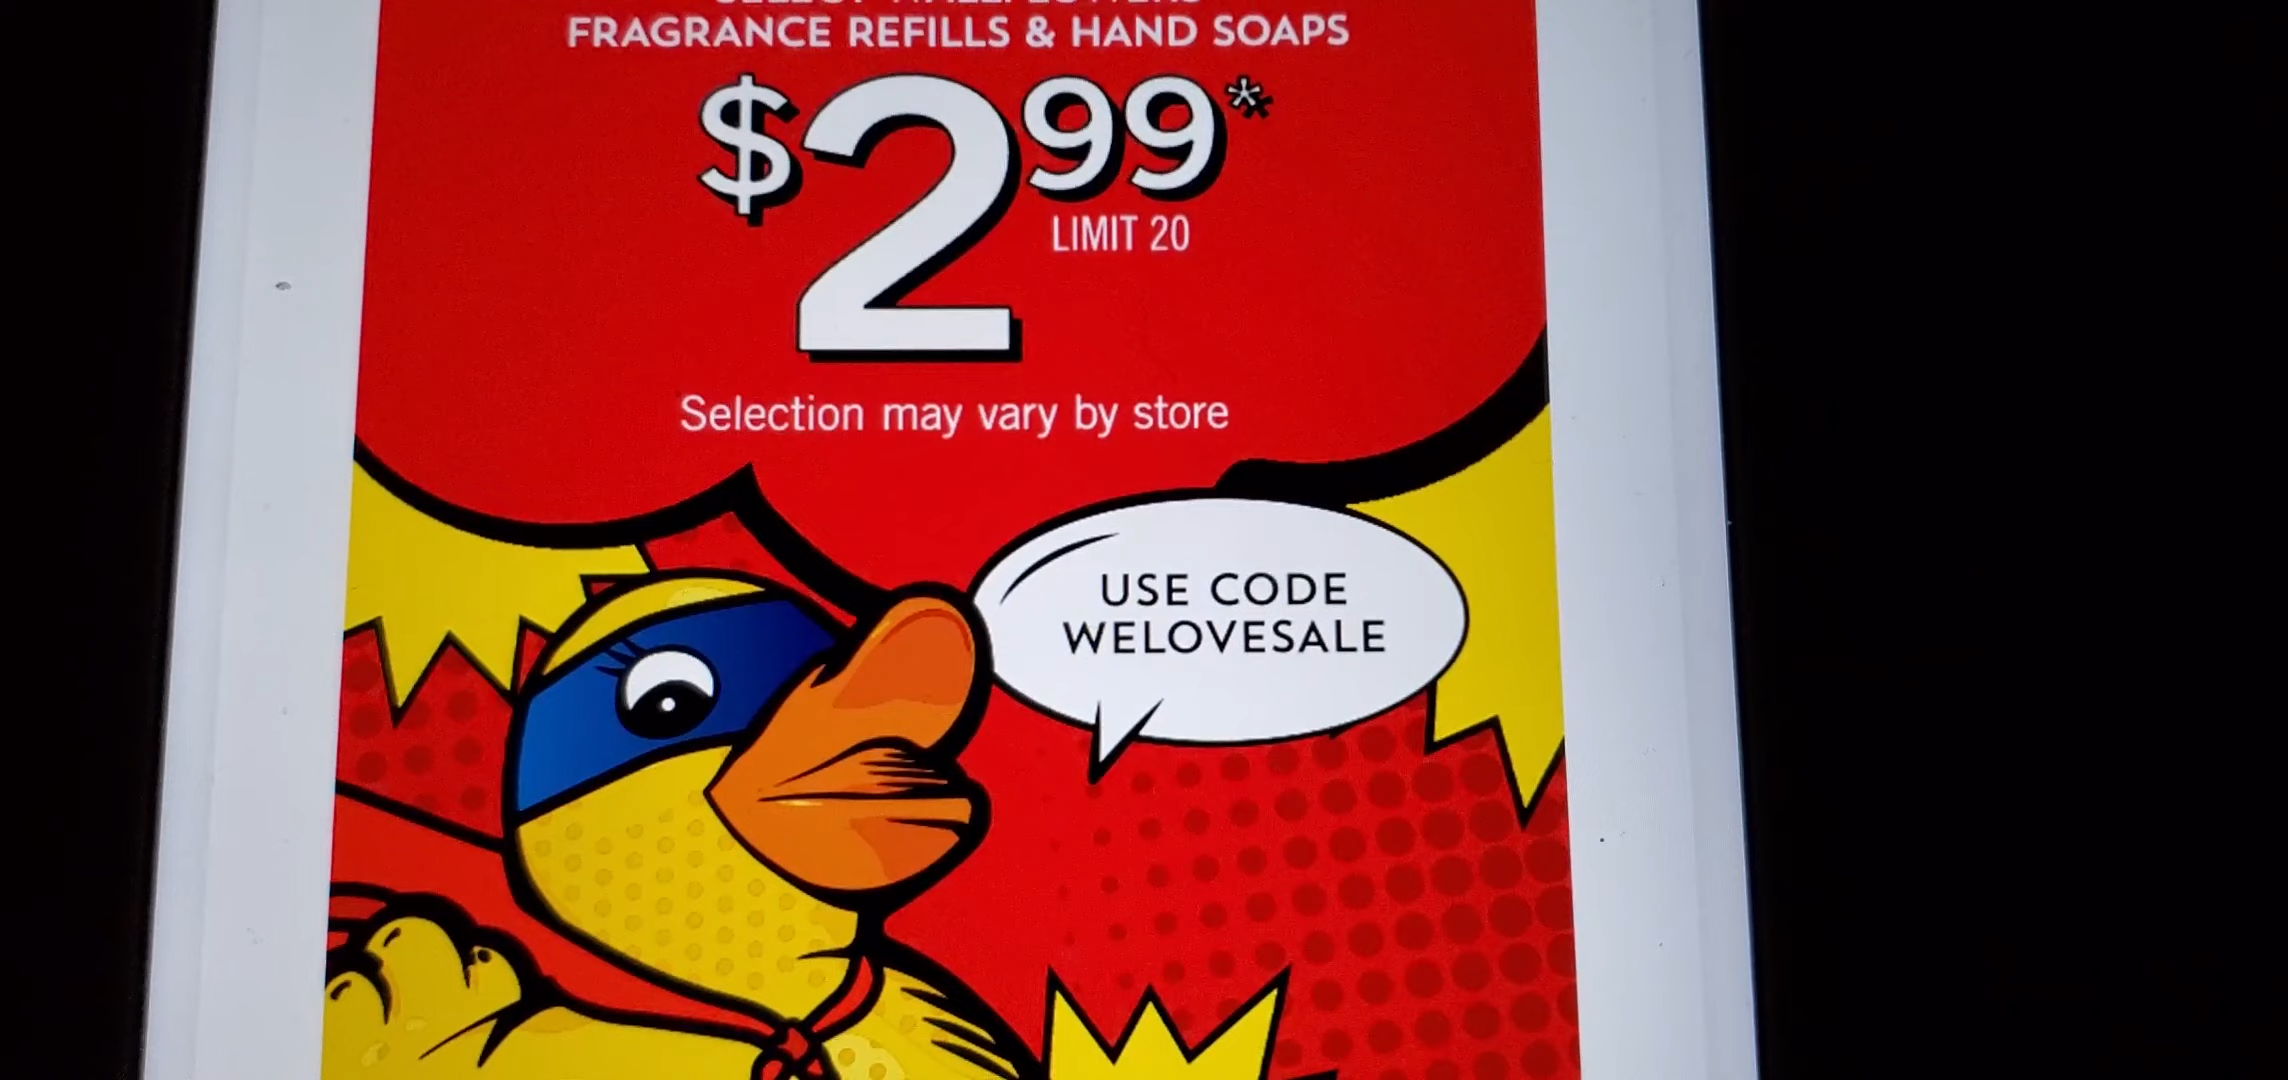 FRAGRANCE REFILLS & HAND SOAPS
$2.99*
LIMIT 20
Selection may vary by store
USE CODE
WELOVESALE